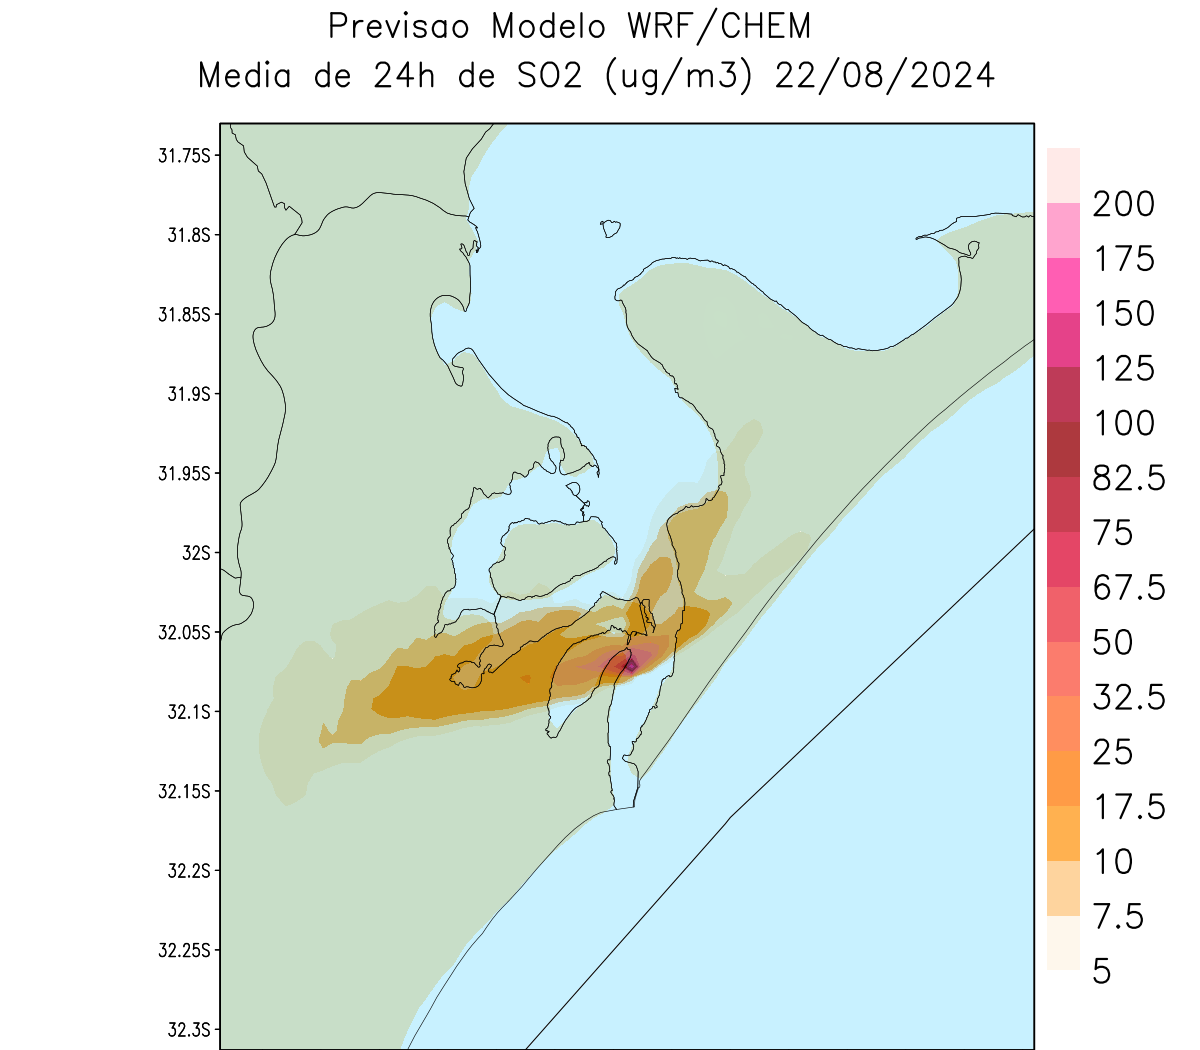 Previsao Modelo WRF/CHEM
Media de 24h de SO2 (ug/m3) 22/08/2024
31.75S
31.8S
31.85S
31.9S
31.95S
32S
32.05S
32.1S
32.15S
32.2S
32.25S
32.3S
200
175
150
125
100
82.5
75
67.5
50
32.5
25
17.5
10
7.5
5